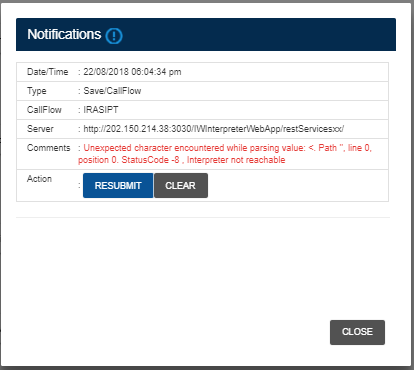 Notifications
Date/Time : 22/08/2018 06:04:34 pm
Type : Save/CallFlow
CallFlow : IRASIPT
Server : http://202.150.214.38:3030/IWInterpreterWebApp/restServicesxx/
Comments : Unexpected character encountered while parsing value: <. Path '', line 0,
position 0. StatusCode -8 , Interpreter not reachable
Action : RESUBMIT CLEAR
CLOSE